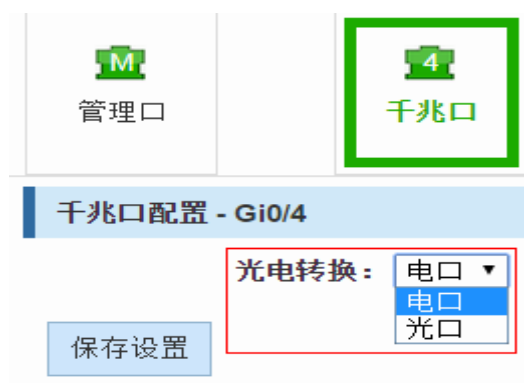 M 4
管理口 千兆口
千兆口配置 - Gi0/4
光电转换： 电口 ▼
电口
光口
保存设置